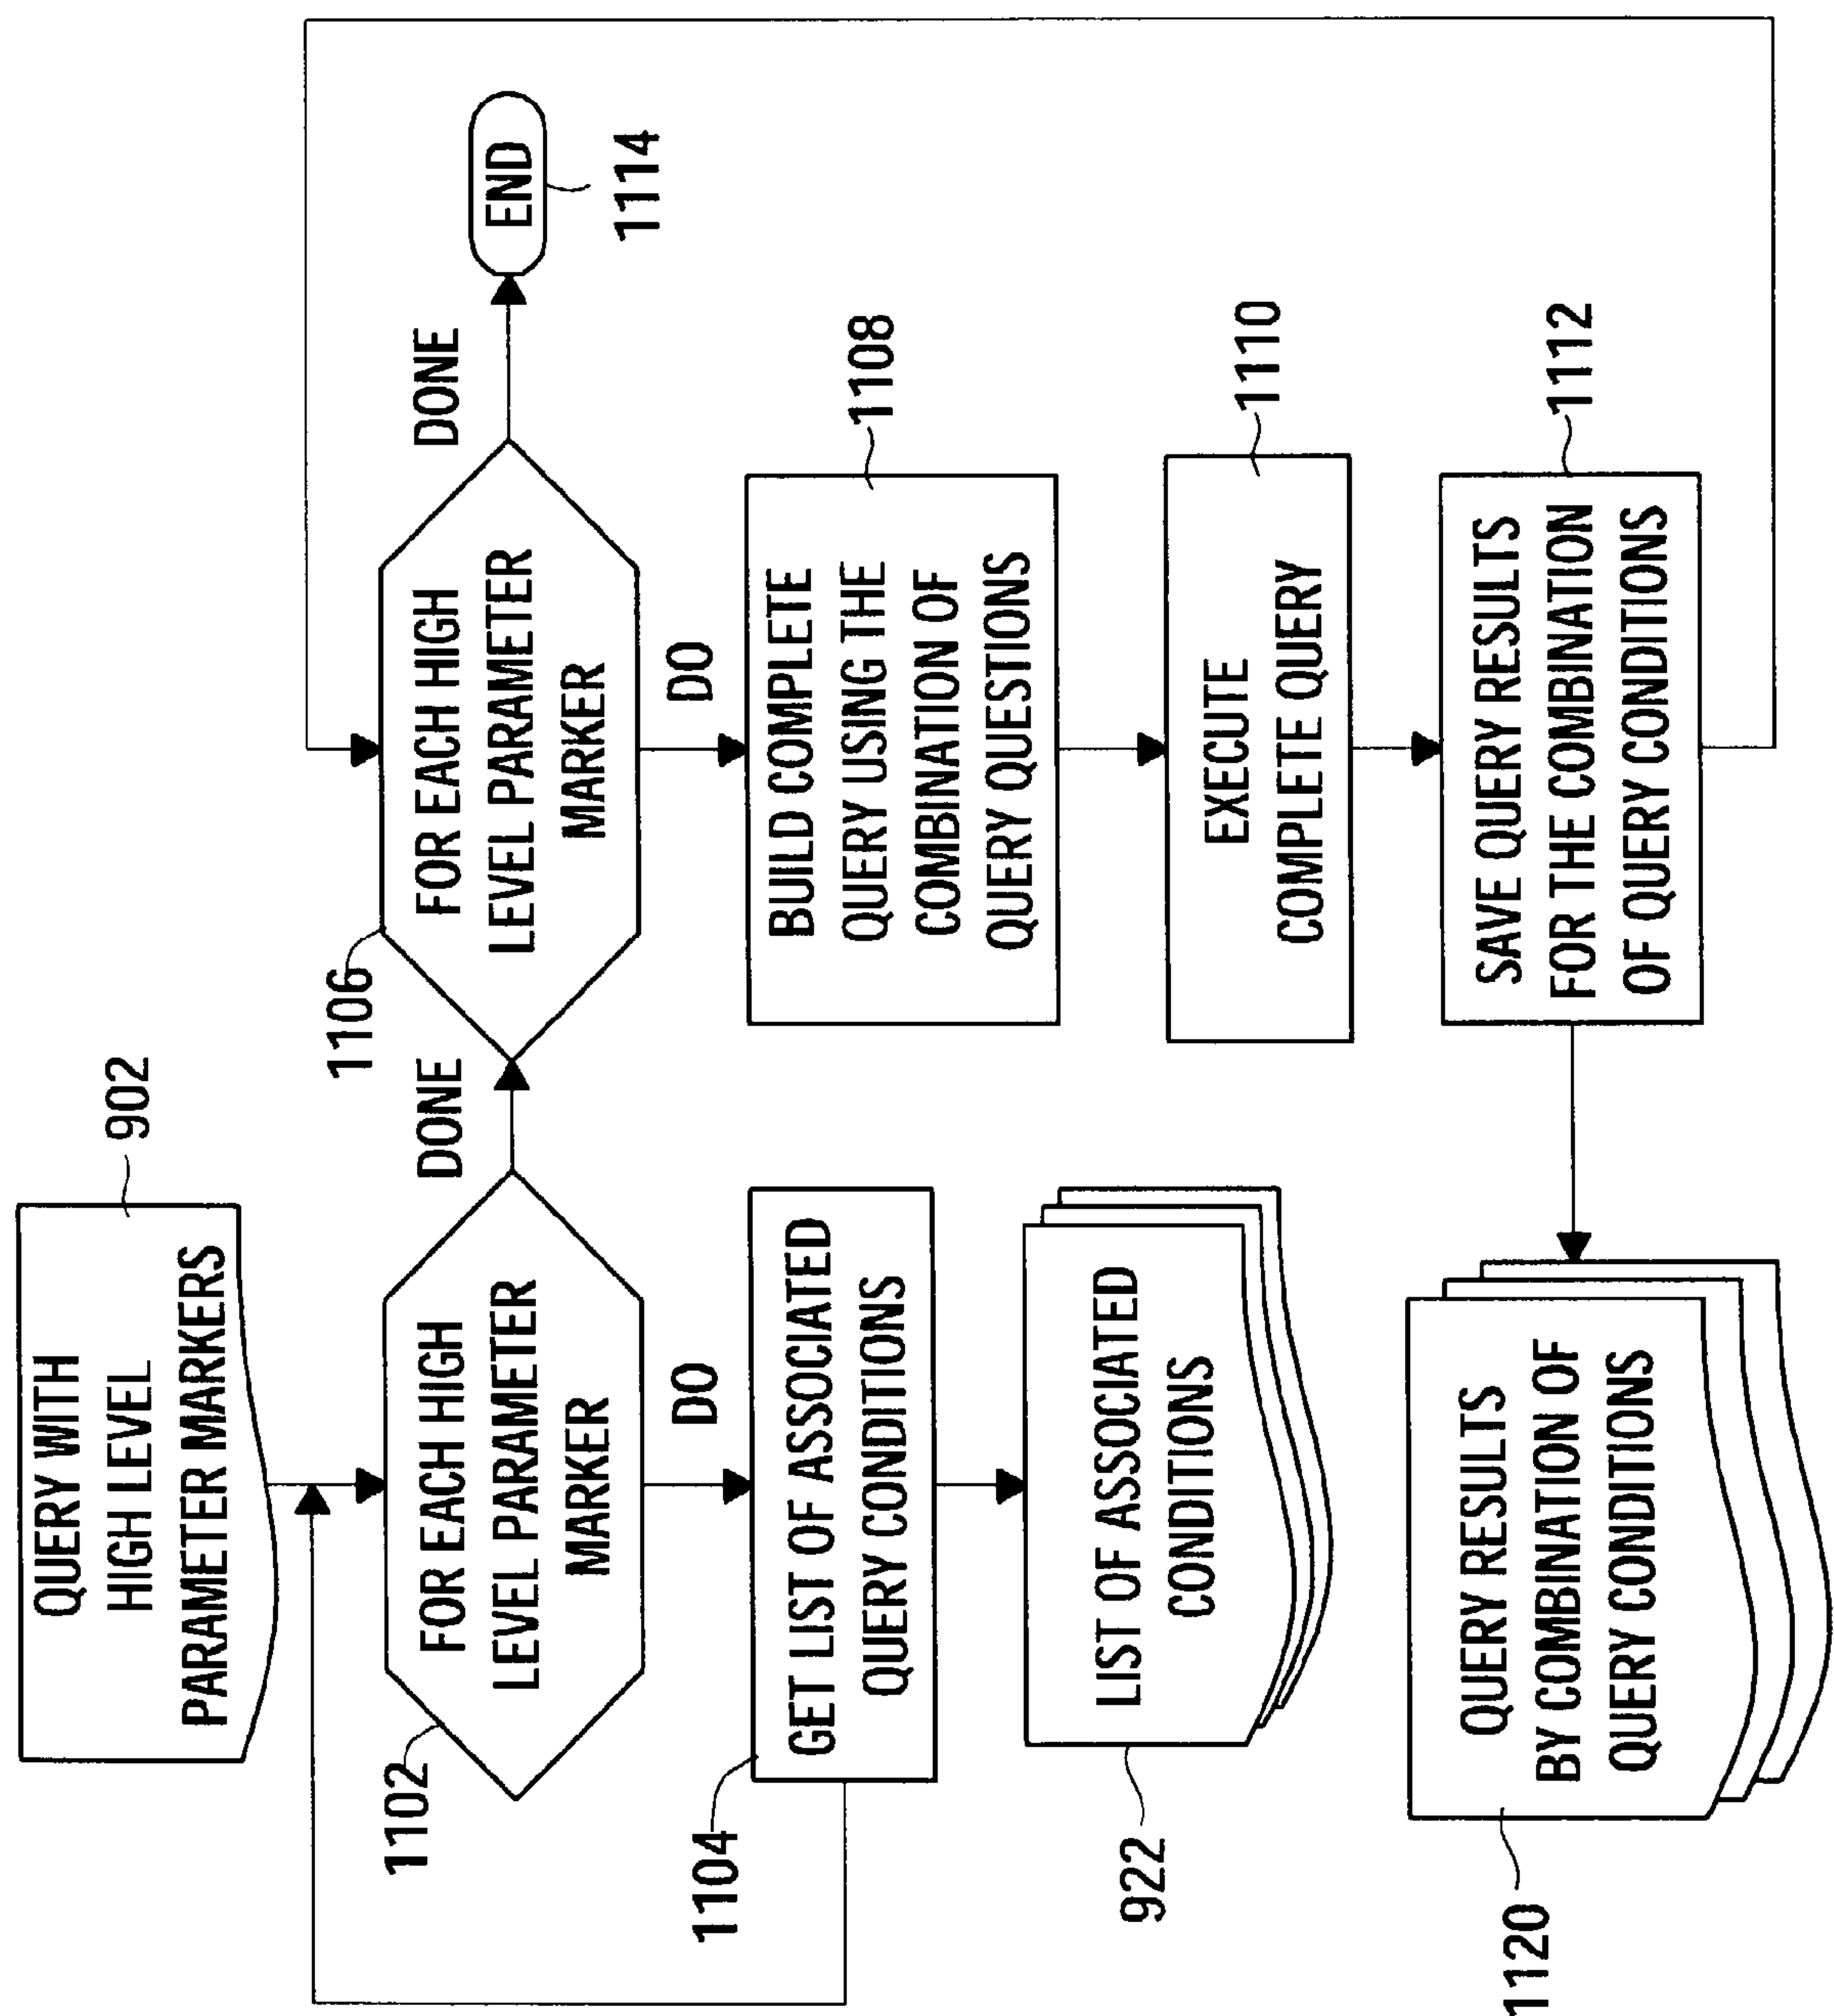 QUERY WITH
HIGH LEVEL
PARAMETER MARKERS
902
FOR EACH HIGH
LEVEL PARAMETER
MARKER
1102
DO
DONE
GET LIST OF ASSOCIATED
QUERY CONDITIONS
1104
LIST OF ASSOCIATED
CONDITIONS
922
FOR EACH HIGH
LEVEL PARAMETER
MARKER
1106
DONE
END
1114
DO
BUILD COMPLETE
QUERY USING THE
COMBINATION OF
QUERY QUESTIONS
1108
EXECUTE
COMPLETE QUERY
1110
SAVE QUERY RESULTS
FOR THE COMBINATION
OF QUERY CONDITIONS
1112
QUERY RESULTS
BY COMBINATION OF
QUERY CONDITIONS
1120